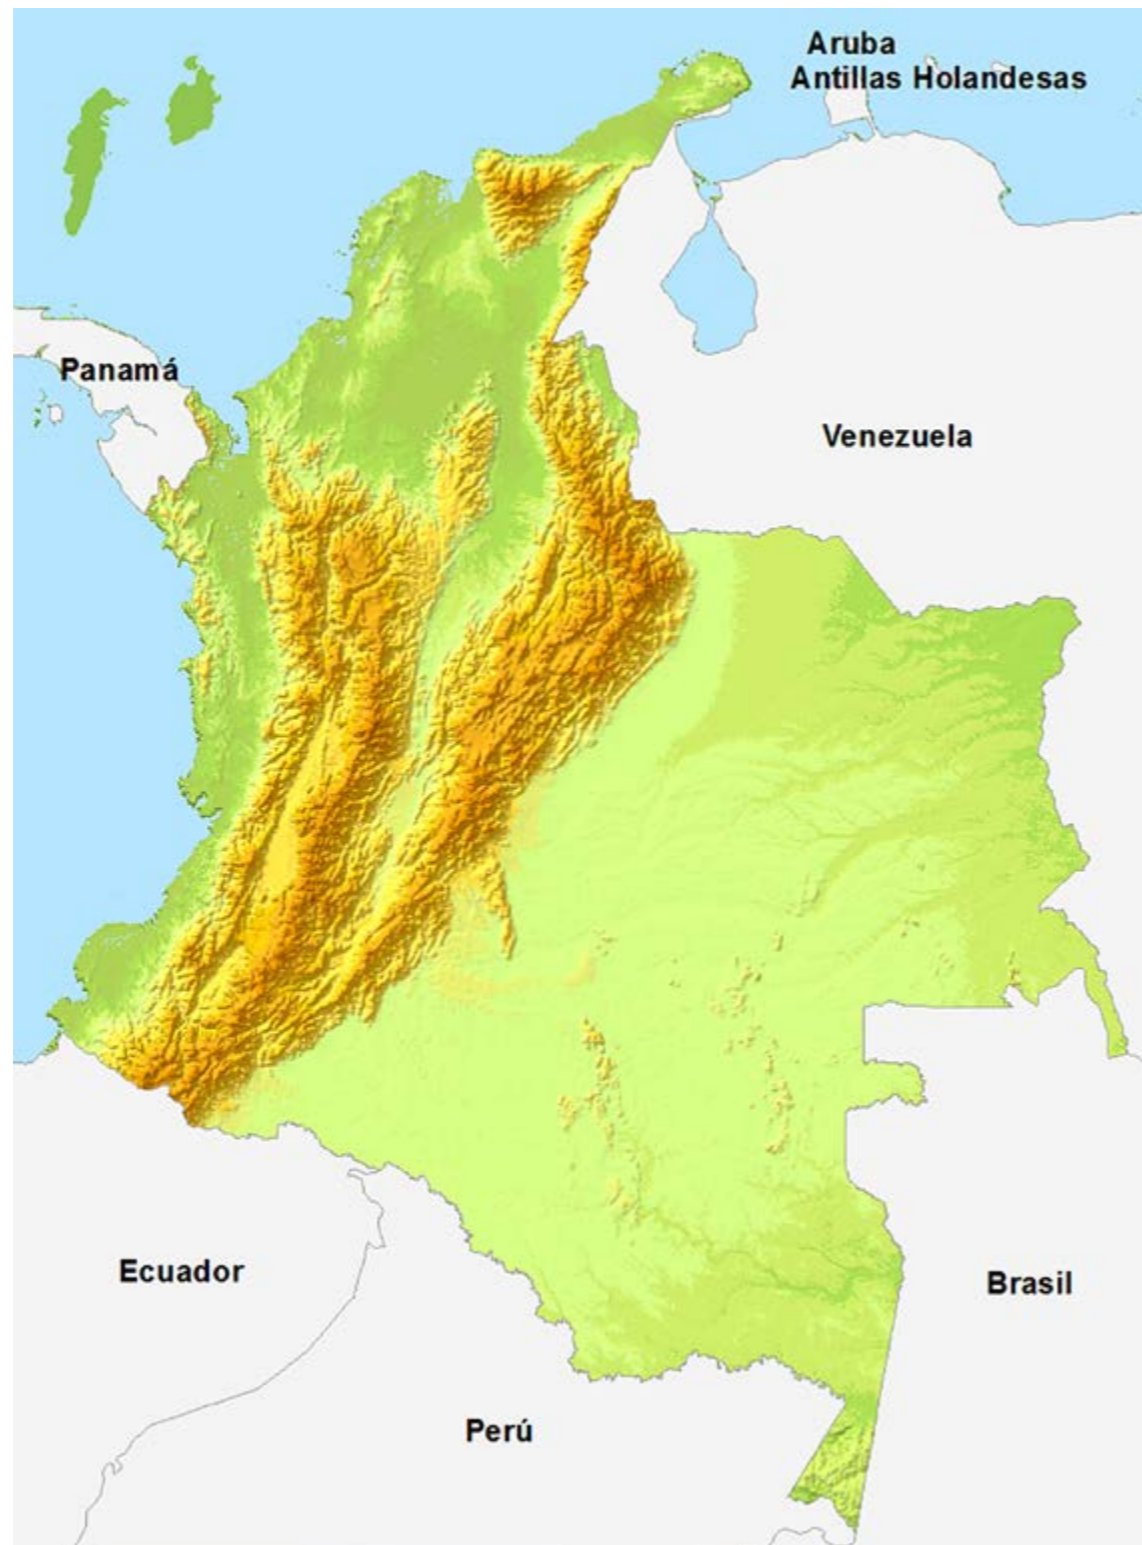 Aruba
Antillas Holandesas
Panamá
Venezuela
Ecuador
Brasil
Perú